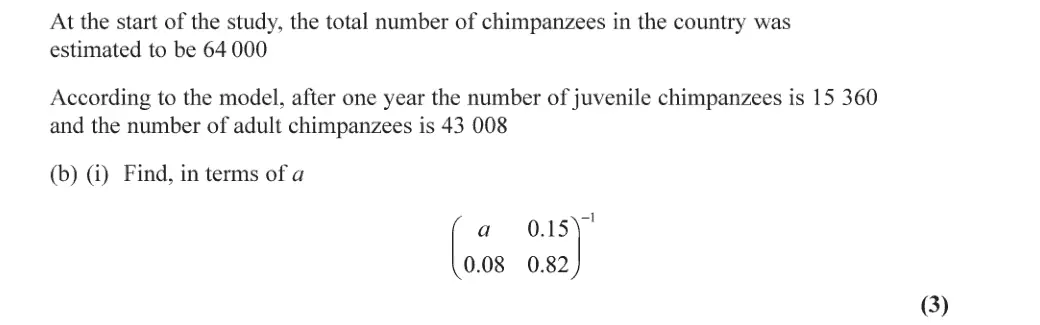 At the start of the study, the total number of chimpanzees in the country was
estimated to be 64 000
According to the model, after one year the number of juvenile chimpanzees is 15 360
and the number of adult chimpanzees is 43 008
(b) (i) Find, in terms of a
( a 0.15 )⁻¹
( 0.08 0.82 )
(3)